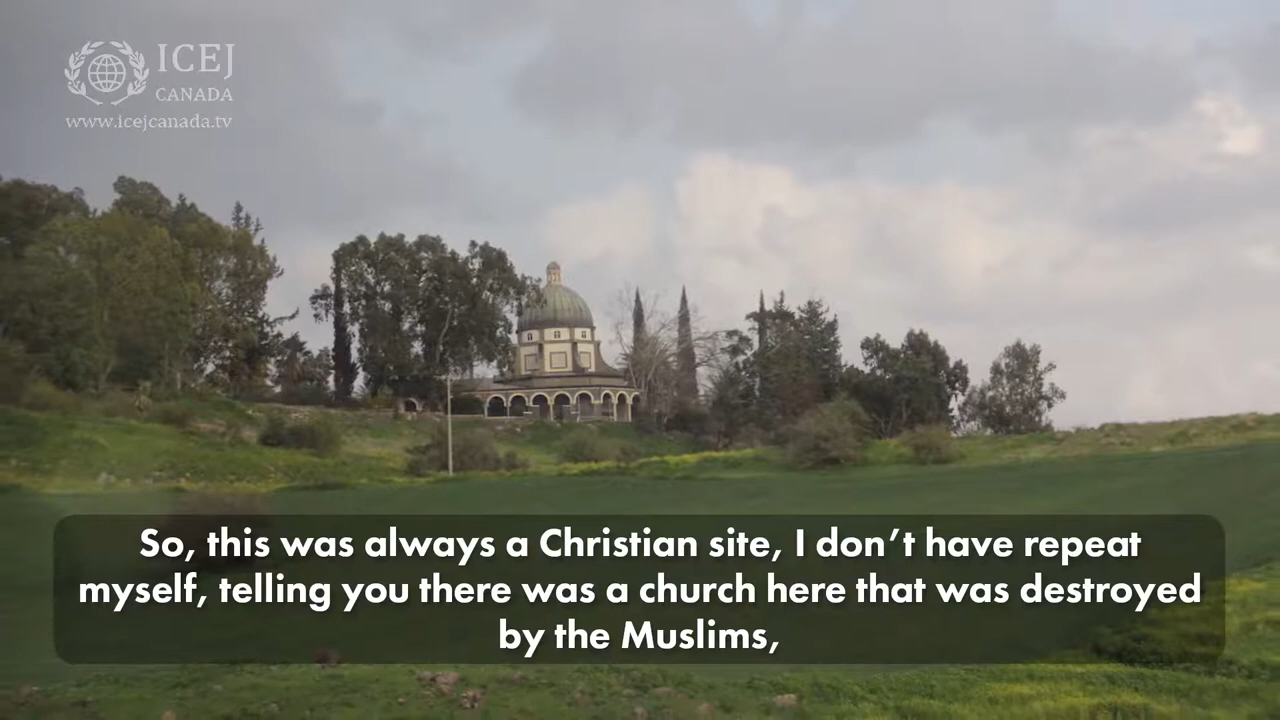 ICEJ
CANADA
www.icejcanada.tv
So, this was always a Christian site, I don't have repeat
myself, telling you there was a church here that was destroyed
by the Muslims,